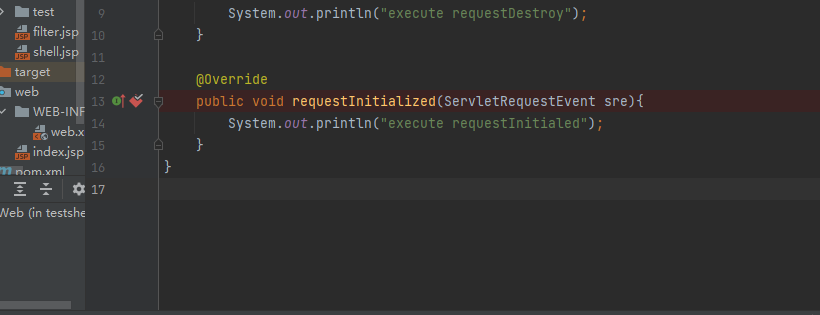 test
filter.jsp
shell.jsp
target
web
WEB-INF
web.x
index.jsp
pom.xml
Web (in testshe
9 System.out.println("execute requestDestroy");
10 }
11
12 @Override
13 public void requestInitialized(ServletRequestEvent sre){
14 System.out.println("execute requestInitialed");
15 }
16 }
17